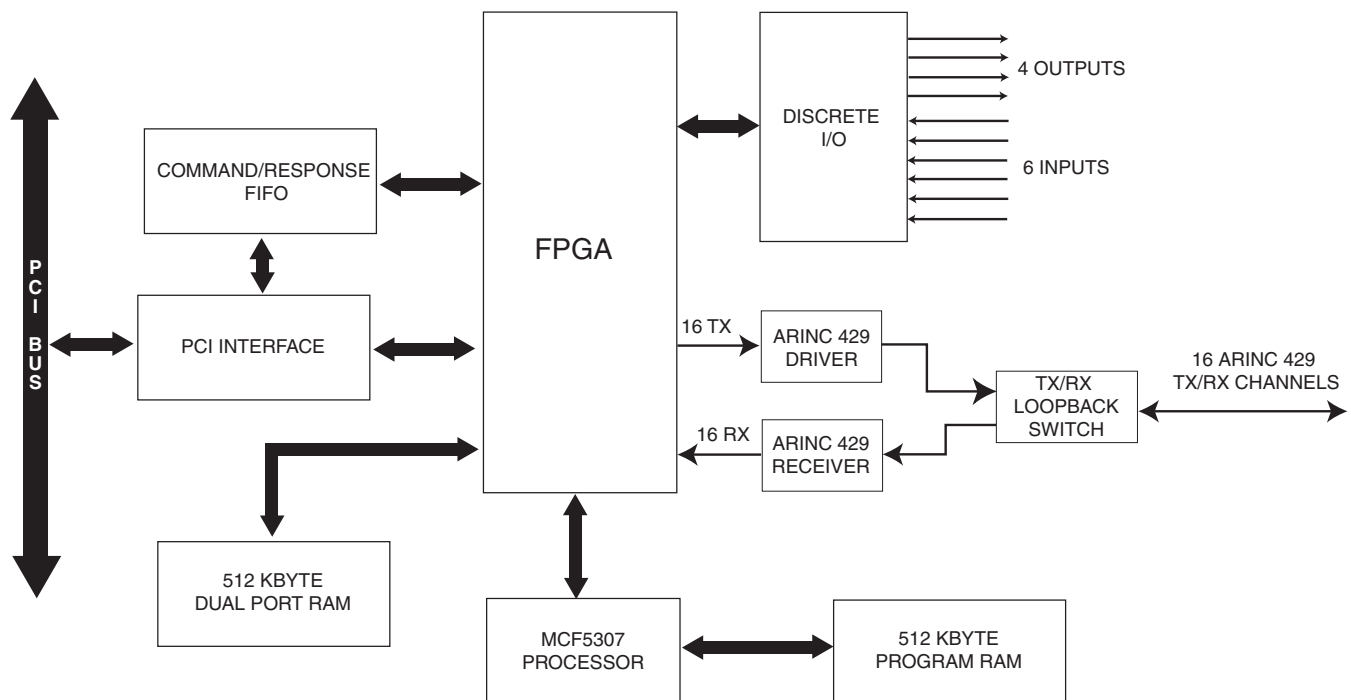 PCI BUS
COMMAND/RESPONSE
FIFO
PCI INTERFACE
512 KBYTE
DUAL PORT RAM
FPGA
MCF5307
PROCESSOR
512 KBYTE
PROGRAM RAM
DISCRETE
I/O
4 OUTPUTS
6 INPUTS
16 TX
ARINC 429
DRIVER
16 RX
ARINC 429
RECEIVER
TX/RX
LOOPBACK
SWITCH
16 ARINC 429
TX/RX CHANNELS